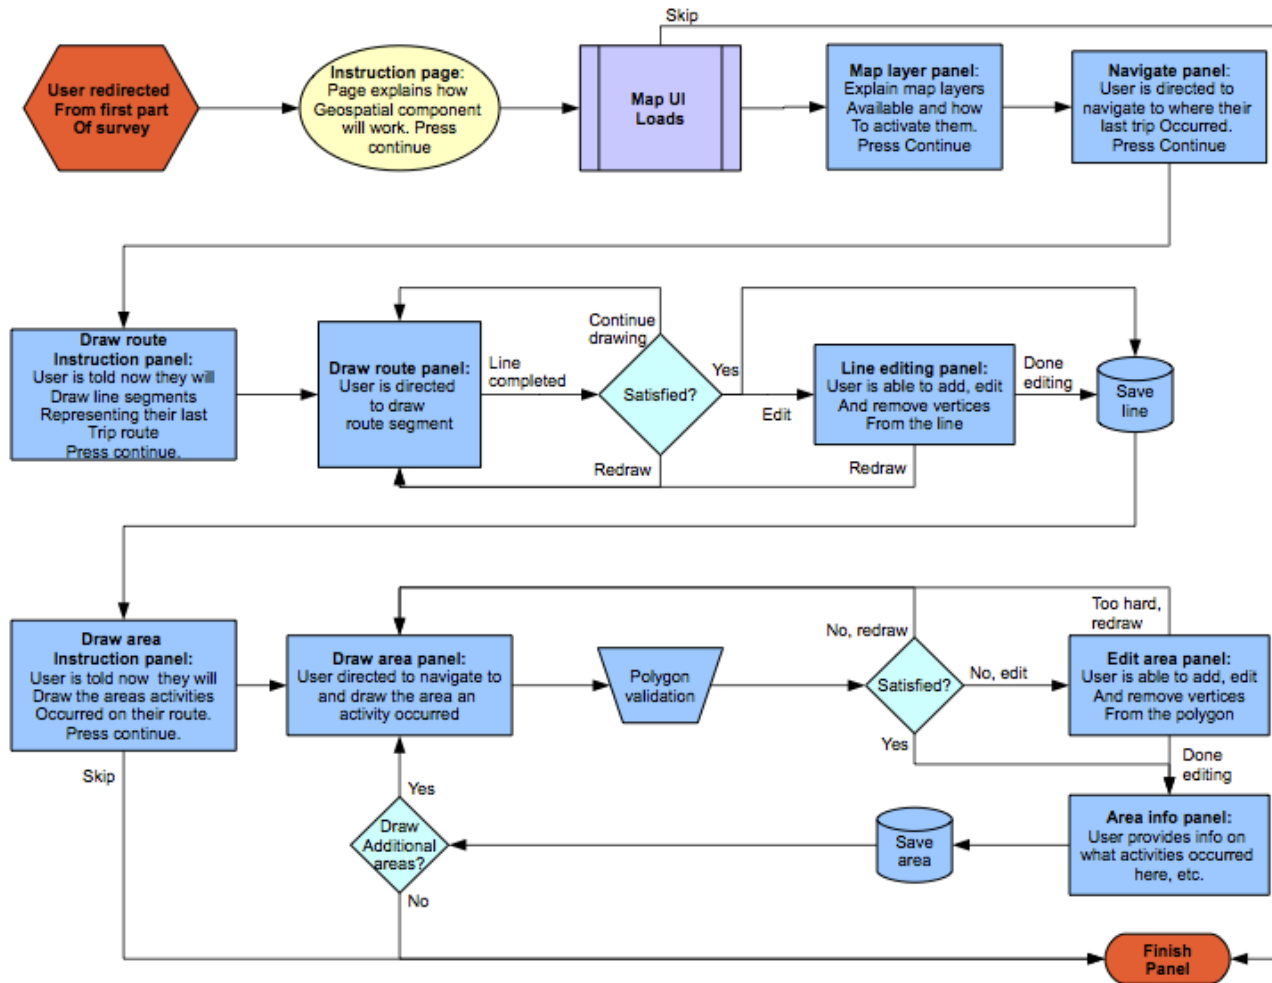 Skip
User redirected
From first part
Of survey
Instruction page:
Page explains how
Geospatial component
will work. Press
continue
Map UI
Loads
Map layer panel:
Explain map layers
Available and how
To activate them.
Press Continue
Navigate panel:
User is directed to
navigate to where their
last trip Occurred.
Press Continue
Draw route
Instruction panel:
User is told now they will
Draw line segments
Representing their last
Trip route
Press continue.
Draw route panel:
User is directed
to draw
route segment
Line
completed
Continue
drawing
Satisfied?
Yes
Edit
Redraw
Line editing panel:
User is able to add, edit
And remove vertices
From the line
Redraw
Done
editing
Save
line
Draw area
Instruction panel:
User is told now they will
Draw the areas activities
Occurred on their route.
Press continue.
Skip
Draw area panel:
User directed to navigate to
and draw the area an
activity occurred
Polygon
validation
No, redraw
Satisfied?
No, edit
Yes
Too hard,
redraw
Edit area panel:
User is able to add, edit
And remove vertices
From the polygon
Done
editing
Area info panel:
User provides info on
what activities occurred
here, etc.
Save
area
Yes
Draw
Additional
areas?
No
Finish
Panel